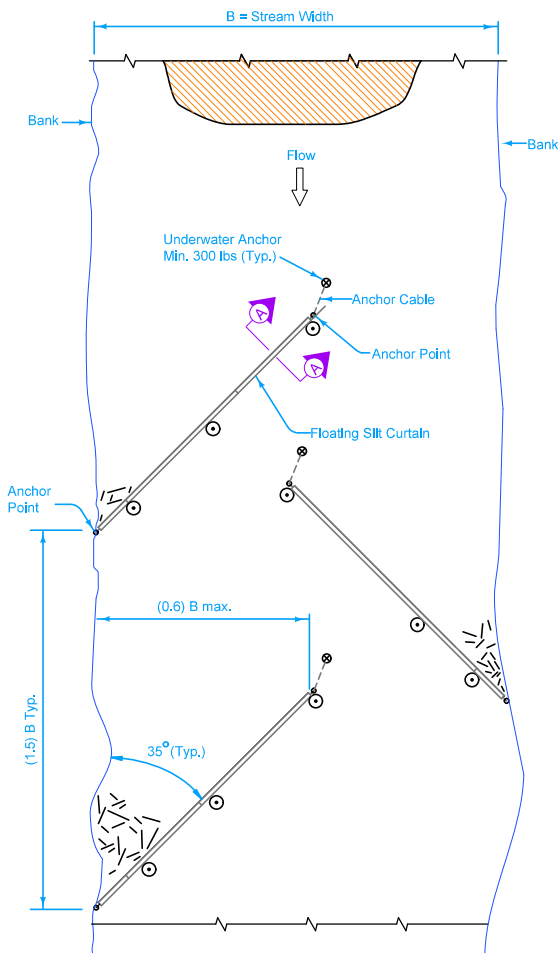 B = Stream Width
Bank
Bank
Flow
Underwater Anchor
Min. 300 lbs (Typ.)
Anchor Cable
A
Anchor Point
A
Floating Silt Curtain
Anchor
Point
(0.6) B max.
(1.5) B Typ.
35° (Typ.)